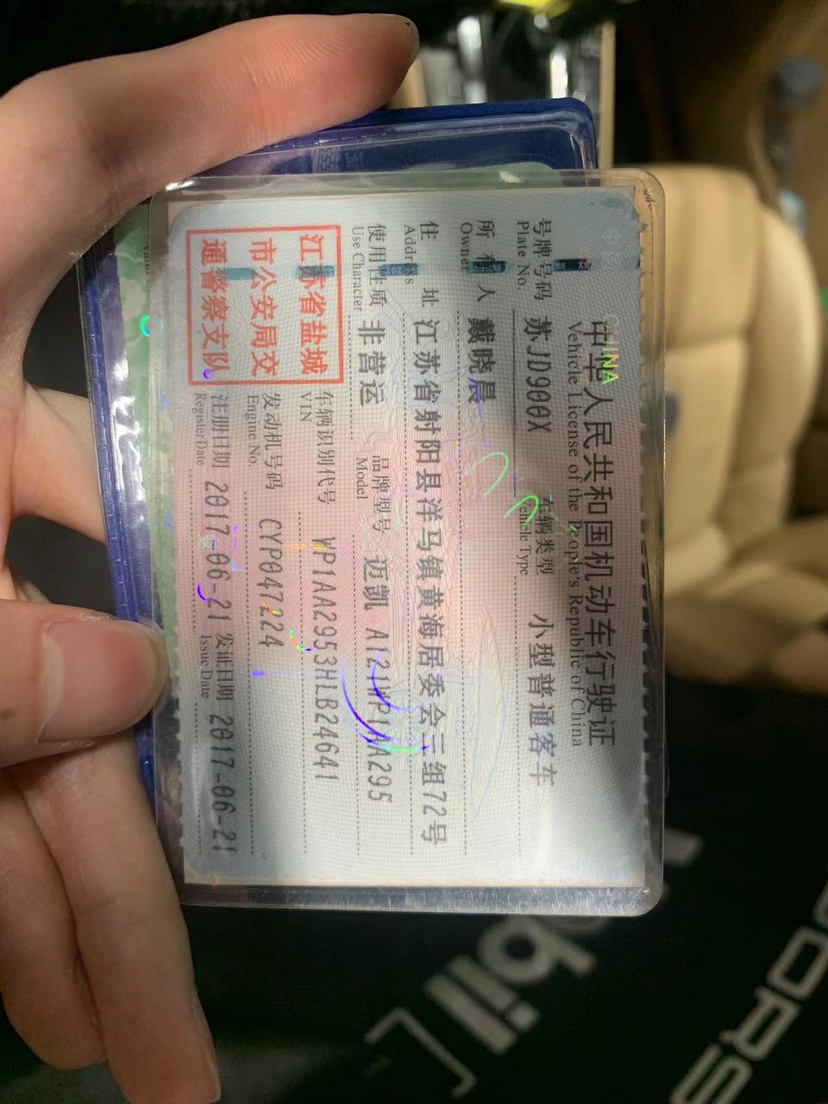 中华人民共和国机动车行驶证
Vehicle License of the People's Republic of China
号牌号码 苏JD900X 车辆类型 小型普通客车
Plate No. Vehicle Type
所有人 戴晓晨
Owner
住址 江苏省射阳县洋马镇黄海居委会三组72号
Address
使用性质 非营运 品牌型号 迈凯 AI21WP1AA295
Use Character Model
江苏省盐城
市公安局交
通警察支队
车辆识别代号 WP1AA2953HLB24641
VIN
发动机号码 CYP047224
Engine No.
注册日期 2017-06-21 发证日期 2017-06-21
Register Date Issue Date
CHINA